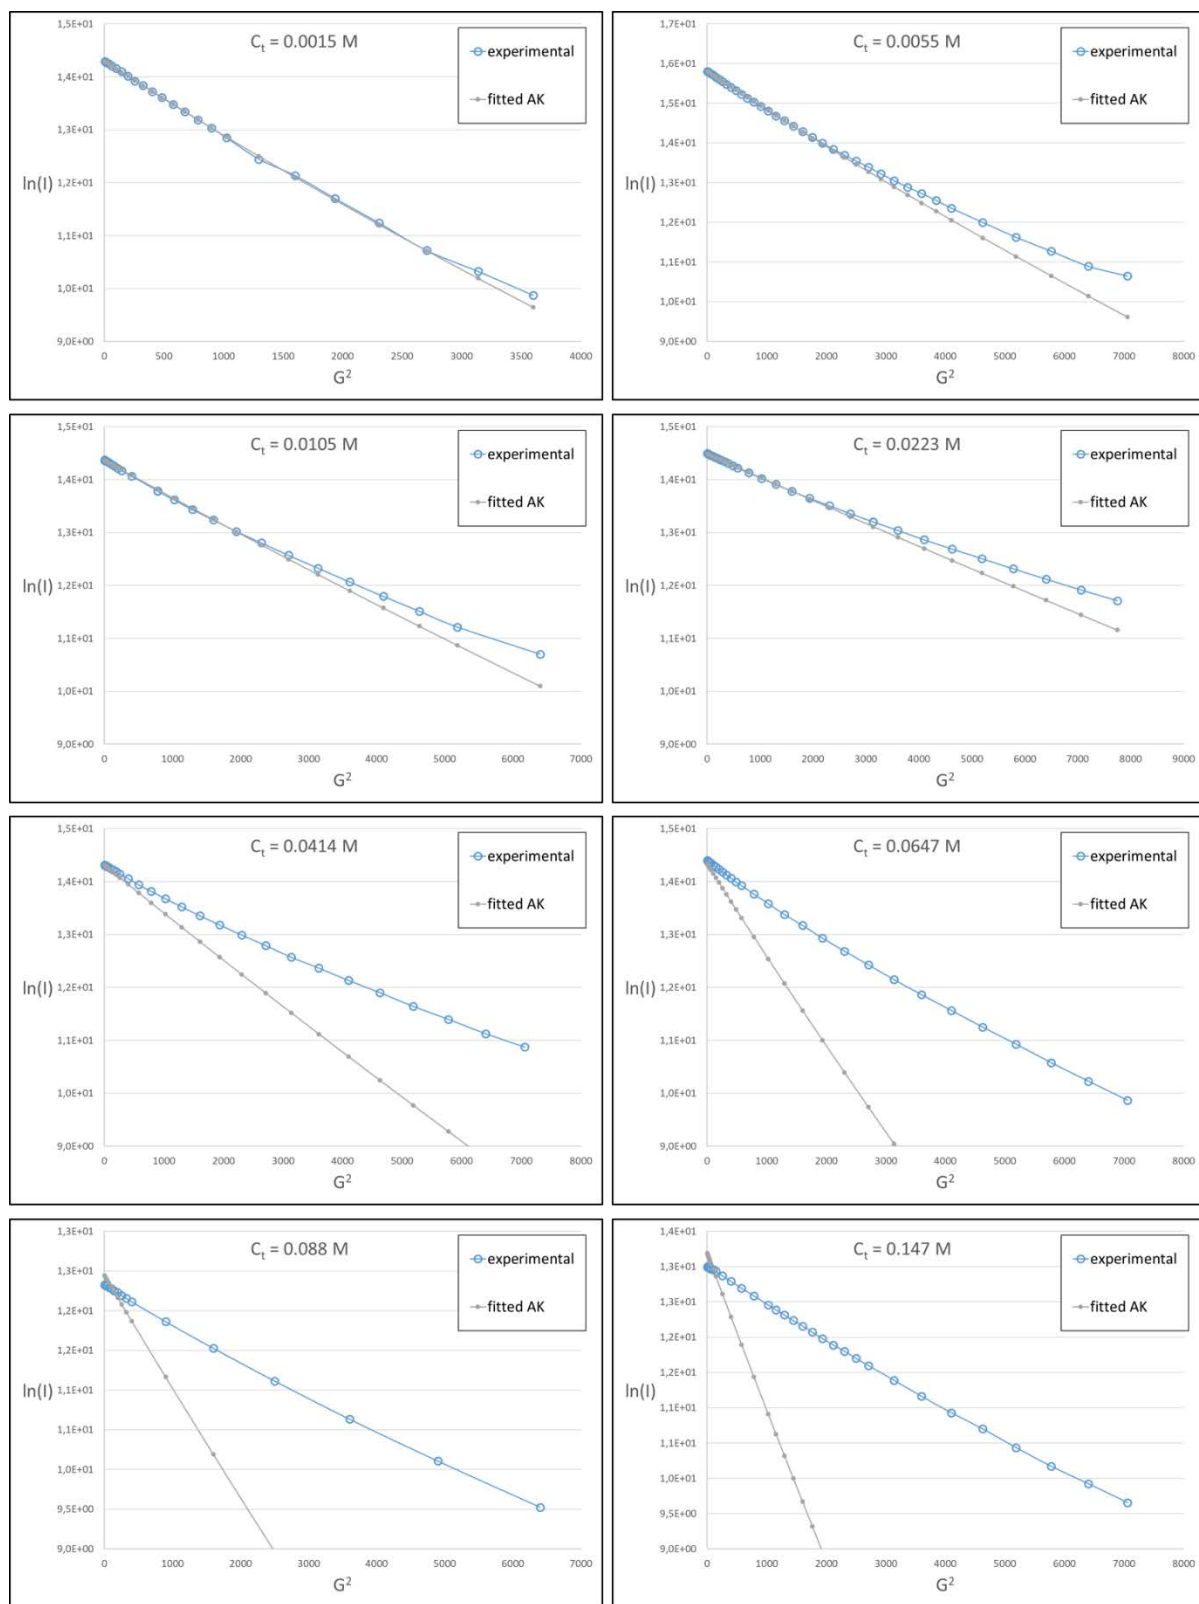 C_t = 0.0015 M
experimental
fitted AK
1,5E+01
1,4E+01
1,3E+01
1,2E+01
1,1E+01
1,0E+01
9,0E+00
ln(I)
0 500 1000 1500 2000 2500 3000 3500 4000
G²
C_t = 0.0055 M
experimental
fitted AK
1,7E+01
1,6E+01
1,5E+01
1,4E+01
1,3E+01
1,2E+01
1,1E+01
1,0E+01
9,0E+00
ln(I)
0 1000 2000 3000 4000 5000 6000 7000 8000
G²
C_t = 0.0105 M
experimental
fitted AK
1,5E+01
1,4E+01
1,3E+01
1,2E+01
1,1E+01
1,0E+01
9,0E+00
ln(I)
0 1000 2000 3000 4000 5000 6000 7000
G²
C_t = 0.0223 M
experimental
fitted AK
1,5E+01
1,4E+01
1,3E+01
1,2E+01
1,1E+01
1,0E+01
9,0E+00
ln(I)
0 1000 2000 3000 4000 5000 6000 7000 8000 9000
G²
C_t = 0.0414 M
experimental
fitted AK
1,5E+01
1,4E+01
1,3E+01
1,2E+01
1,1E+01
1,0E+01
9,0E+00
ln(I)
0 1000 2000 3000 4000 5000 6000 7000 8000
G²
C_t = 0.0647 M
experimental
fitted AK
1,5E+01
1,4E+01
1,3E+01
1,2E+01
1,1E+01
1,0E+01
9,0E+00
ln(I)
0 1000 2000 3000 4000 5000 6000 7000 8000
G²
C_t = 0.088 M
experimental
fitted AK
1,3E+01
1,3E+01
1,2E+01
1,2E+01
1,1E+01
1,1E+01
1,0E+01
9,5E+00
9,0E+00
ln(I)
0 1000 2000 3000 4000 5000 6000 7000
G²
C_t = 0.147 M
experimental
fitted AK
1,4E+01
1,3E+01
1,3E+01
1,2E+01
1,2E+01
1,1E+01
1,1E+01
1,0E+01
9,5E+00
9,0E+00
ln(I)
0 1000 2000 3000 4000 5000 6000 7000 8000
G²